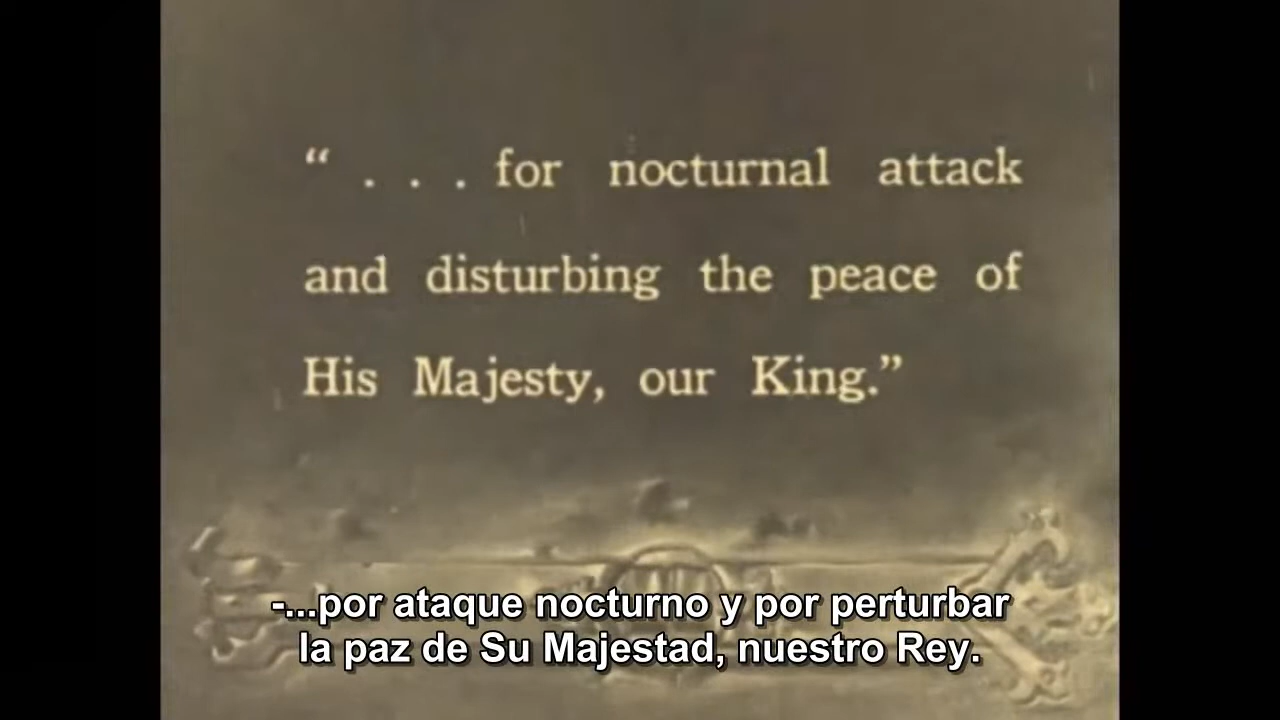 “ . . . for nocturnal attack
and disturbing the peace of
His Majesty, our King.”
-...por ataque nocturno y por perturbar
la paz de Su Majestad, nuestro Rey.